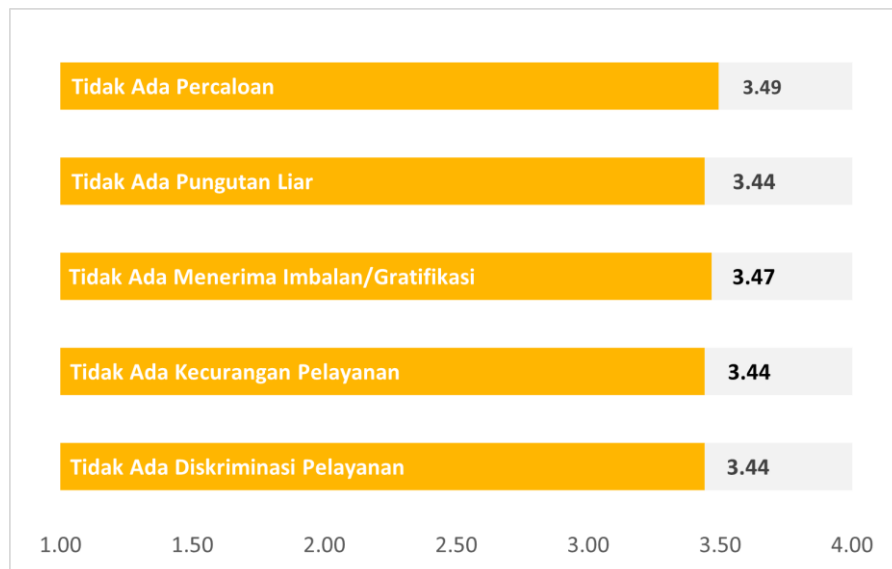 Tidak Ada Percaloan 3.49
Tidak Ada Pungutan Liar 3.44
Tidak Ada Menerima Imbalan/Gratifikasi 3.47
Tidak Ada Kecurangan Pelayanan 3.44
Tidak Ada Diskriminasi Pelayanan 3.44
1.00 1.50 2.00 2.50 3.00 3.50 4.00